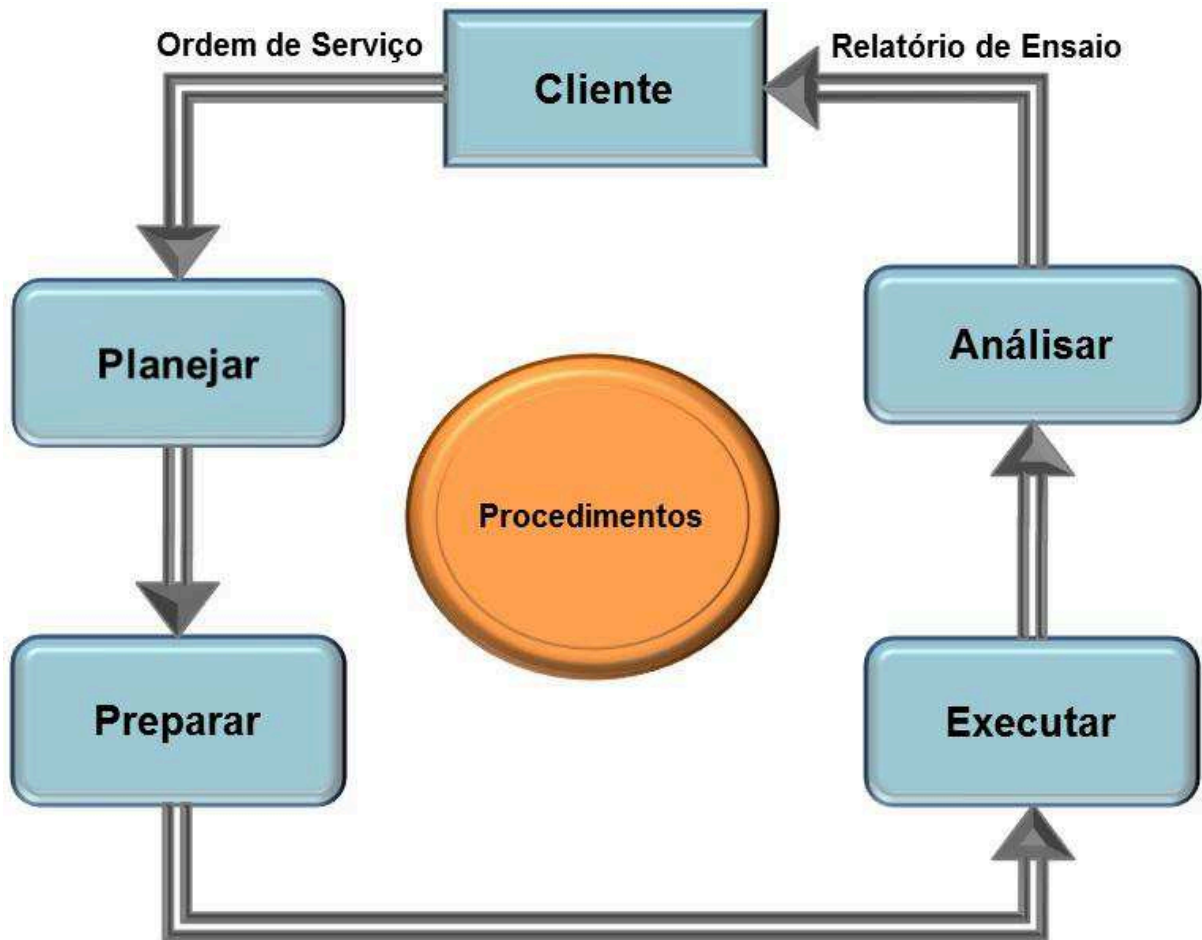 Ordem de Serviço
Cliente
Relatório de Ensaio
Planejar
Análisar
Procedimentos
Preparar
Executar